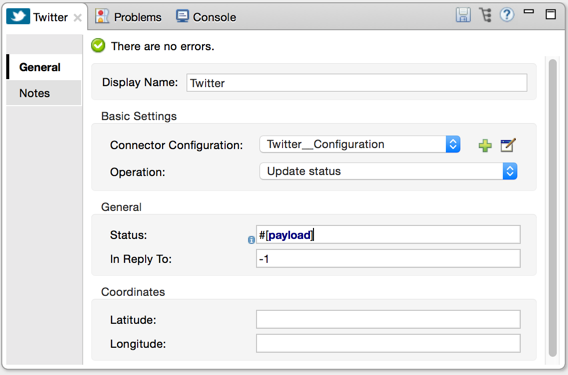 Twitter Problems Console
There are no errors.
General
Notes
Display Name: Twitter
Basic Settings
Connector Configuration: Twitter__Configuration
Operation: Update status
General
Status: #[payload]
In Reply To: -1
Coordinates
Latitude:
Longitude: